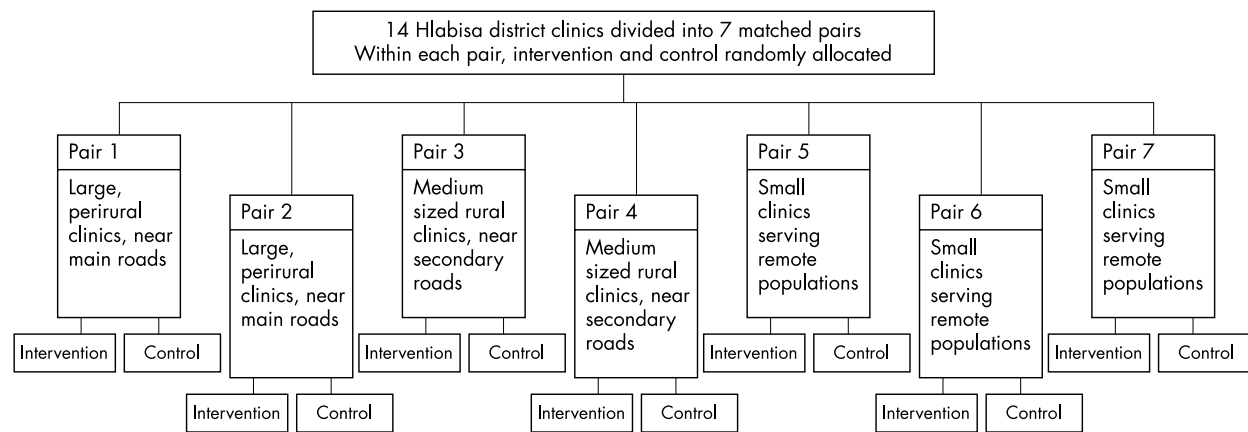 14 Hlabisa district clinics divided into 7 matched pairs
Within each pair, intervention and control randomly allocated
Pair 1
Large,
perirural
clinics, near
main roads
Intervention
Control
Pair 2
Large,
perirural
clinics, near
main roads
Intervention
Control
Pair 3
Medium
sized rural
clinics, near
secondary
roads
Intervention
Control
Pair 4
Medium
sized rural
clinics, near
secondary
roads
Intervention
Control
Pair 5
Small
clinics
serving
remote
populations
Intervention
Control
Pair 6
Small
clinics
serving
remote
populations
Intervention
Control
Pair 7
Small
clinics
serving
remote
populations
Intervention
Control